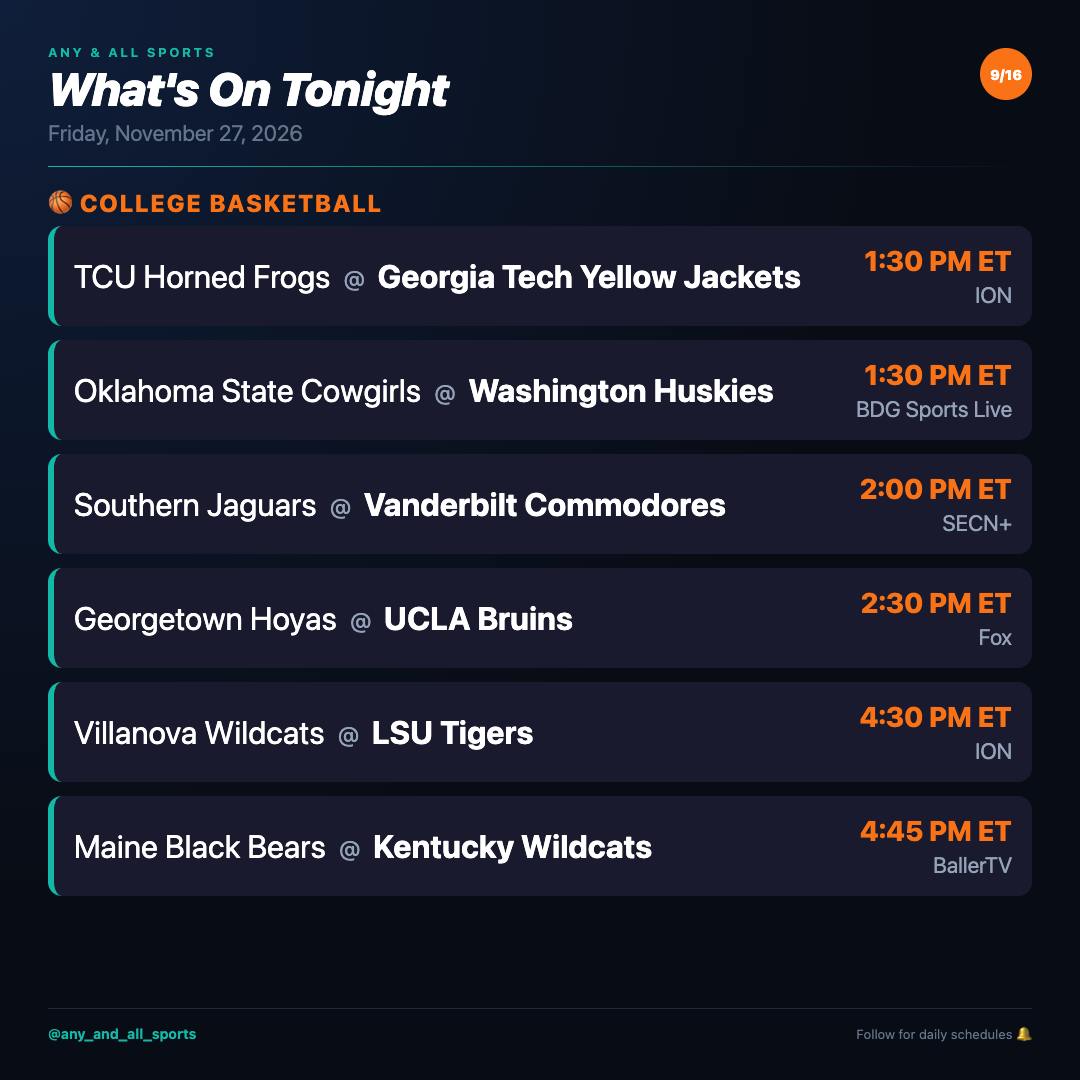 ANY & ALL SPORTS
What's On Tonight
9/16
Friday, November 27, 2026
🏀 COLLEGE BASKETBALL
TCU Horned Frogs @ Georgia Tech Yellow Jackets
1:30 PM ET
ION
Oklahoma State Cowgirls @ Washington Huskies
1:30 PM ET
BDG Sports Live
Southern Jaguars @ Vanderbilt Commodores
2:00 PM ET
SECN+
Georgetown Hoyas @ UCLA Bruins
2:30 PM ET
Fox
Villanova Wildcats @ LSU Tigers
4:30 PM ET
ION
Maine Black Bears @ Kentucky Wildcats
4:45 PM ET
BallerTV
@any_and_all_sports
Follow for daily schedules 🔔